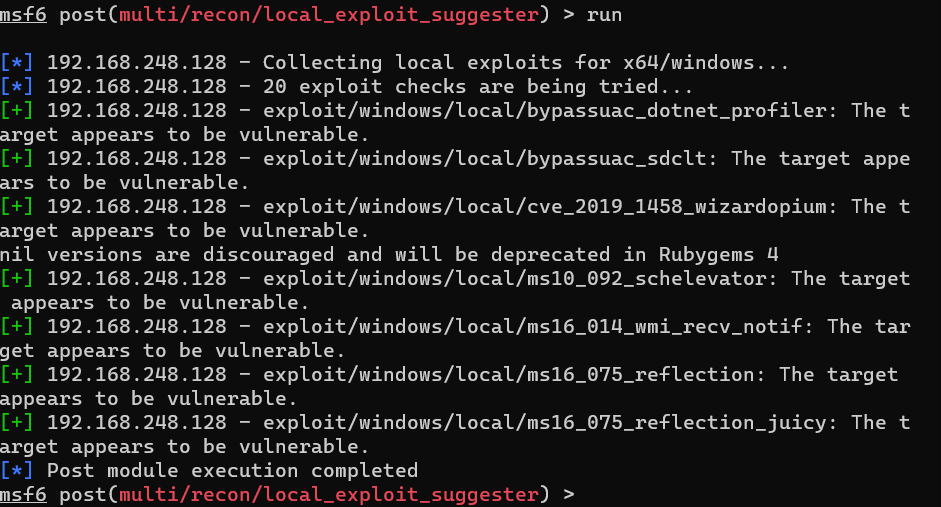 msf6 post(multi/recon/local_exploit_suggester) > run
[*] 192.168.248.128 - Collecting local exploits for x64/windows...
[*] 192.168.248.128 - 20 exploit checks are being tried...
[+] 192.168.248.128 - exploit/windows/local/bypassuac_dotnet_profiler: The t
arget appears to be vulnerable.
[+] 192.168.248.128 - exploit/windows/local/bypassuac_sdclt: The target appe
ars to be vulnerable.
[+] 192.168.248.128 - exploit/windows/local/cve_2019_1458_wizardopium: The t
arget appears to be vulnerable.
nil versions are discouraged and will be deprecated in Rubygems 4
[+] 192.168.248.128 - exploit/windows/local/ms10_092_schelevator: The target
 appears to be vulnerable.
[+] 192.168.248.128 - exploit/windows/local/ms16_014_wmi_recv_notif: The tar
get appears to be vulnerable.
[+] 192.168.248.128 - exploit/windows/local/ms16_075_reflection: The target
appears to be vulnerable.
[+] 192.168.248.128 - exploit/windows/local/ms16_075_reflection_juicy: The t
arget appears to be vulnerable.
[*] Post module execution completed
msf6 post(multi/recon/local_exploit_suggester) >